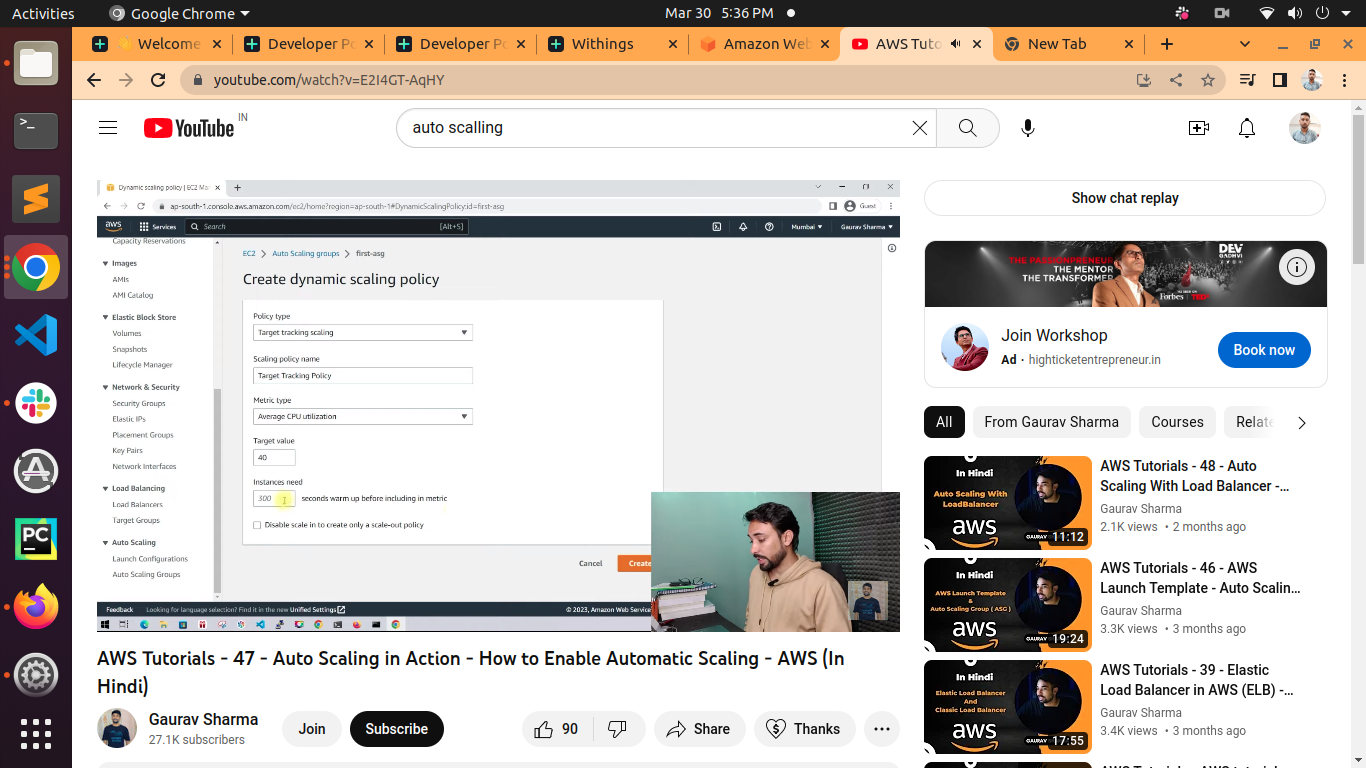 Activities
Google Chrome
Mar 30 5:36 PM
Welcome
Developer Po
Developer Po
Withings
Amazon Web
AWS Tuto
New Tab
youtube.com/watch?v=E2I4GT-AqHY
YouTube IN
auto scalling
Dynamic scaling policy | EC2 Mar
ap-south-1.console.aws.amazon.com/ec2/home?region=ap-south-1#DynamicScalingPolicy:id=first-asg
Guest
aws
Services
Search
[Alt+S]
Mumbai
Gaurav Sharma
Capacity Reservations
Images
AMIs
AMI Catalog
Elastic Block Store
Volumes
Snapshots
Lifecycle Manager
Network & Security
Security Groups
Elastic IPs
Placement Groups
Key Pairs
Network Interfaces
Load Balancing
Load Balancers
Target Groups
Auto Scaling
Launch Configurations
Auto Scaling Groups
EC2
Auto Scaling groups
first-asg
Create dynamic scaling policy
Policy type
Target tracking scaling
Scaling policy name
Target Tracking Policy
Metric type
Average CPU utilization
Target value
40
Instances need
300
seconds warm up before including in metric
Disable scale in to create only a scale-out policy
Cancel
Create
Feedback
Looking for language selection? Find it in the new Unified Settings
© 2023, Amazon Web Service
AWS Tutorials - 47 - Auto Scaling in Action - How to Enable Automatic Scaling - AWS (In
Hindi)
Gaurav Sharma
27.1K subscribers
Join
Subscribe
90
Share
Thanks
Show chat replay
THE PASSIONPRENEUR
THE MENTOR
THE TRANSFORMER
DEV
GADHVI
AS SEEN ON
Forbes
TEDx
Join Workshop
Ad · highticketentrepreneur.in
Book now
All
From Gaurav Sharma
Courses
Relate
In Hindi
Auto Scaling With
LoadBalancer
aws
GAURAV
11:12
AWS Tutorials - 48 - Auto
Scaling With Load Balancer -...
Gaurav Sharma
2.1K views • 2 months ago
In Hindi
AWS Launch Template
&
Auto Scaling Group ( ASG )
aws
GAURAV
19:24
AWS Tutorials - 46 - AWS
Launch Template - Auto Scalin...
Gaurav Sharma
3.3K views • 3 months ago
In Hindi
Elastic Load Balancer
And
Classic Load Balancer
aws
GAURAV
17:55
AWS Tutorials - 39 - Elastic
Load Balancer in AWS (ELB) -...
Gaurav Sharma
3.4K views • 3 months ago